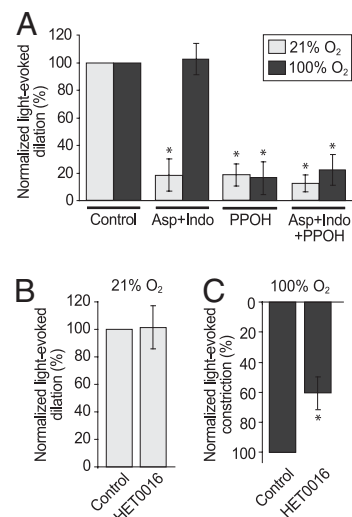 A
Normalized light-evoked
dilation (%)
120
100
80
60
40
20
0
21% O2
100% O2
*
*
*
*
*
Control
Asp+Indo
PPOH
Asp+Indo
+PPOH
B
21% O2
Normalized light-evoked
dilation (%)
120
100
80
60
40
20
0
Control
HET0016
C
100% O2
Normalized light-evoked
constriction (%)
0
20
40
60
80
100
*
Control
HET0016